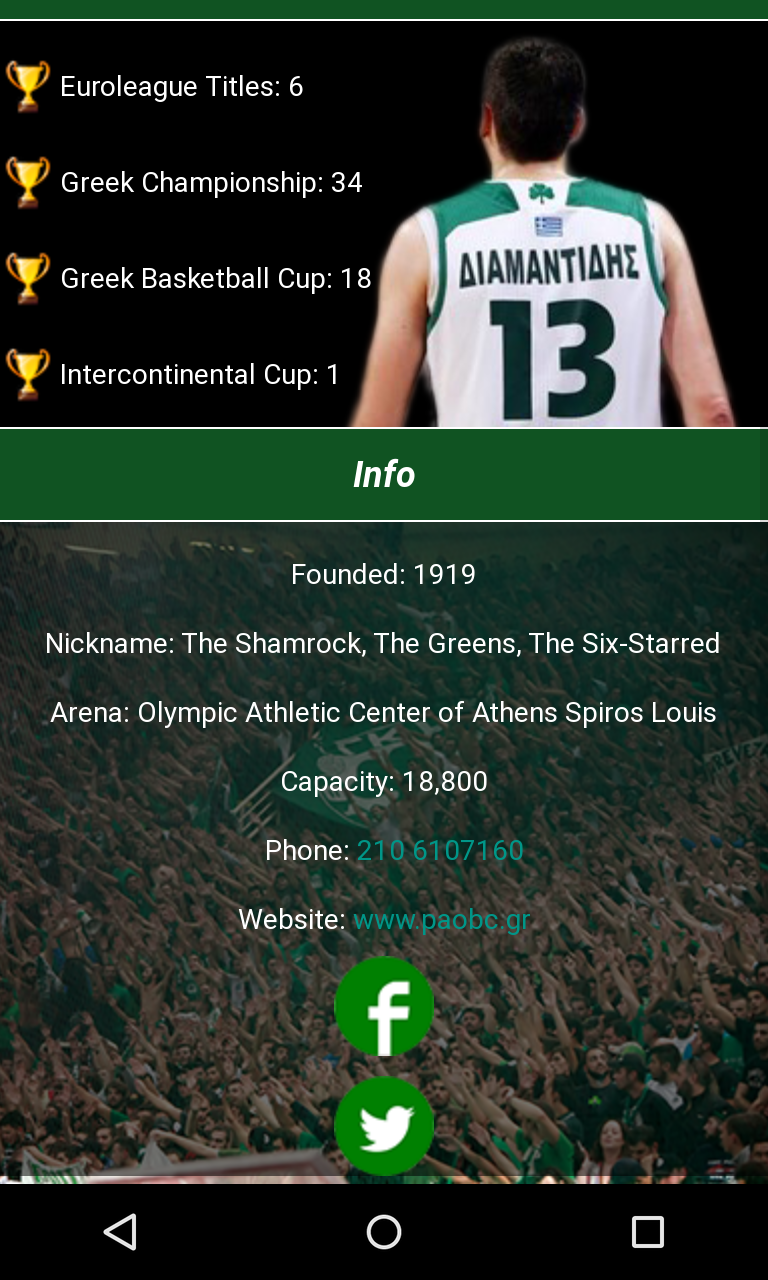 Euroleague Titles: 6
Greek Championship: 34
Greek Basketball Cup: 18
Intercontinental Cup: 1
ΔΙΑΜΑΝΤΙΔΗΣ
13
Info
Founded: 1919
Nickname: The Shamrock, The Greens, The Six-Starred
Arena: Olympic Athletic Center of Athens Spiros Louis
Capacity: 18,800
Phone: 210 6107160
Website: www.paobc.gr